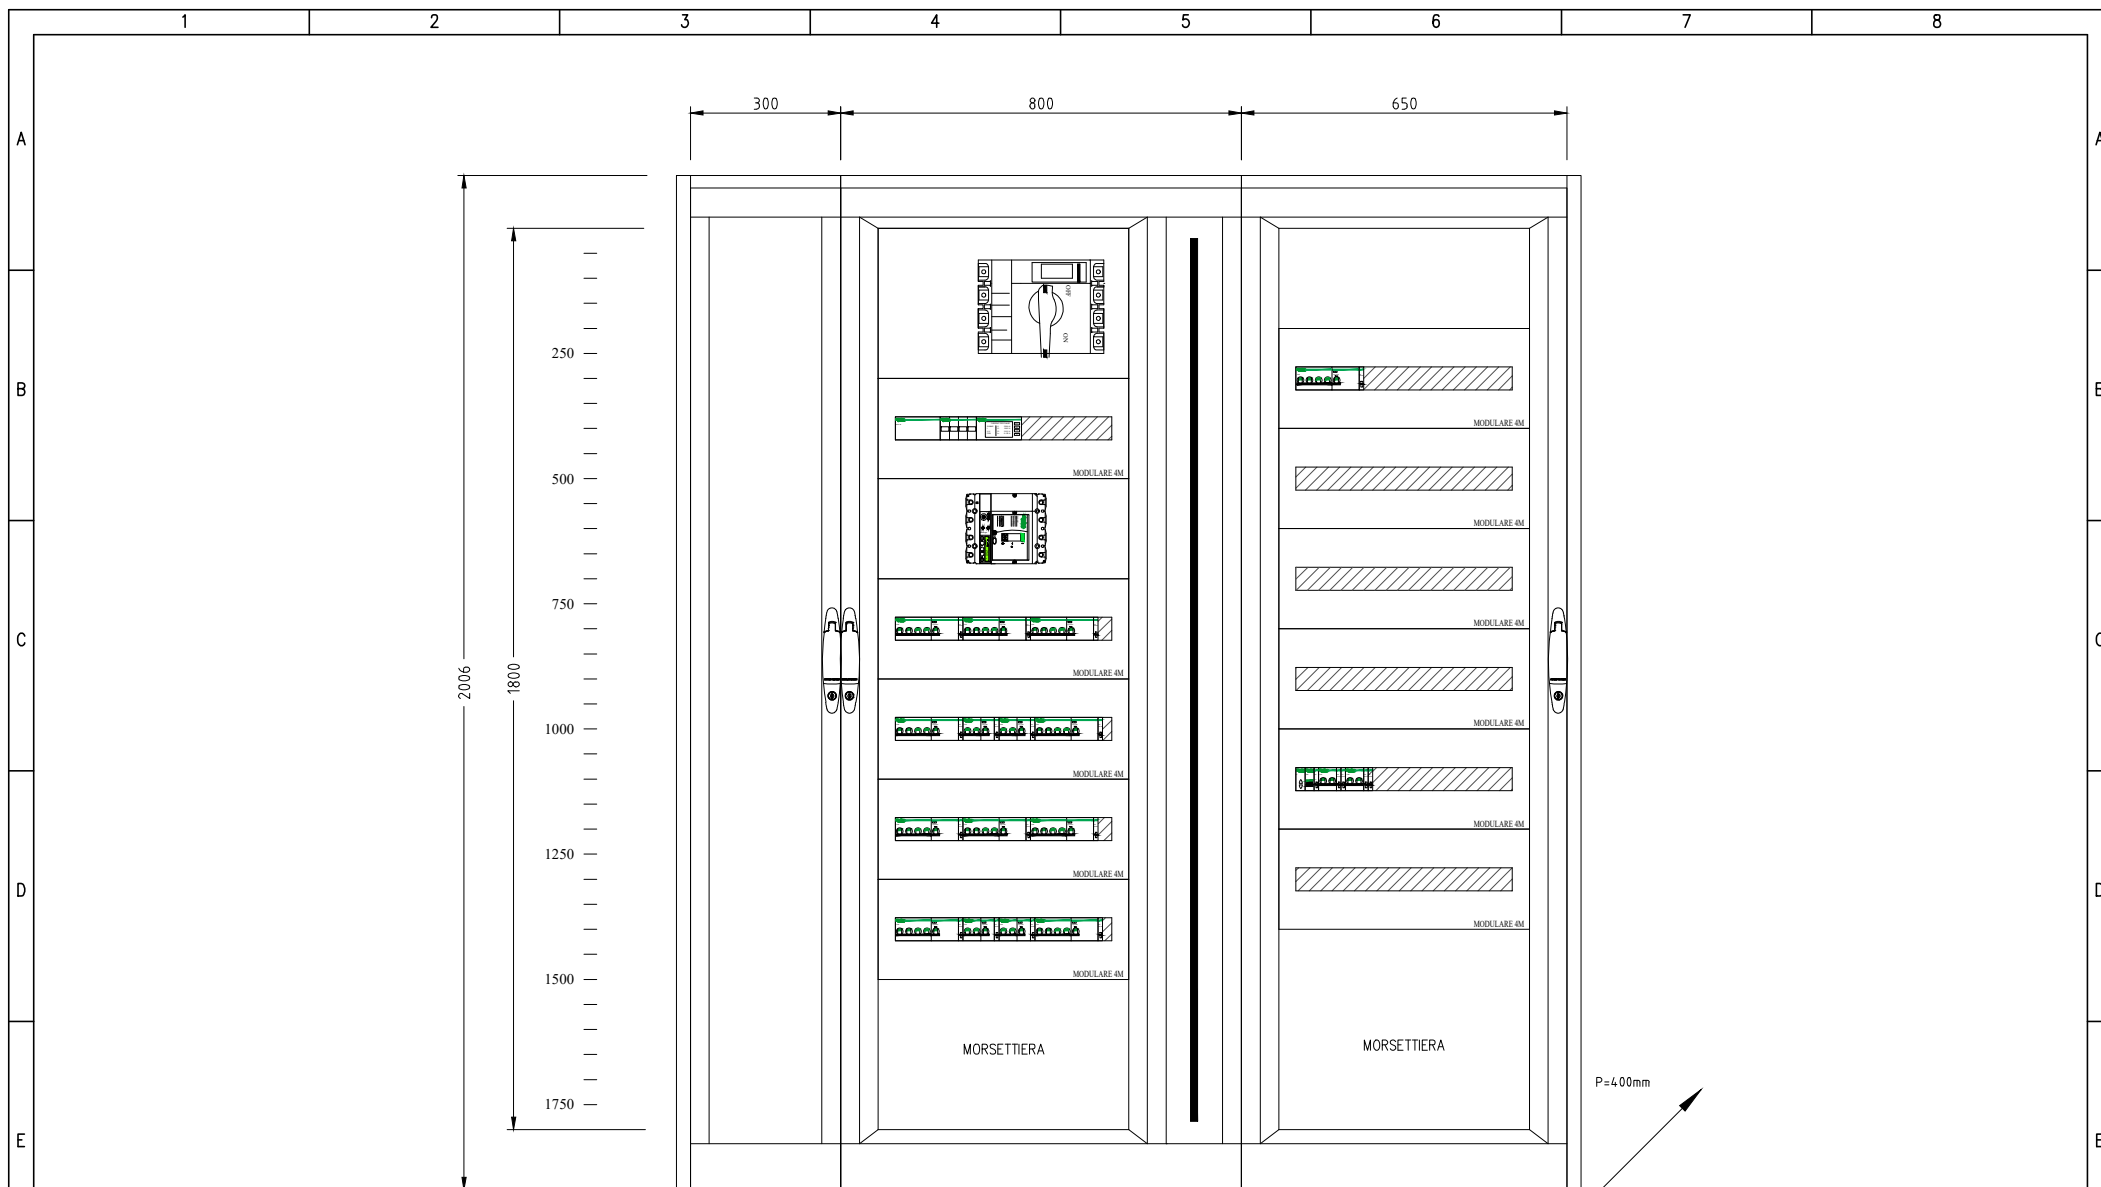 1 2 3 4 5 6 7 8
300 800 650
A A
OFF
ON
250
B B
MODULARE 4M
MODULARE 4M
500
MODULARE 4M
750
MODULARE 4M
C C
MODULARE 4M
2006
1800
MODULARE 4M
1000
MODULARE 4M
MODULARE 4M
1250
MODULARE 4M
D D
MODULARE 4M
MODULARE 4M
1500
MORSETTIERA
MORSETTIERA
P=400mm
1750
E E